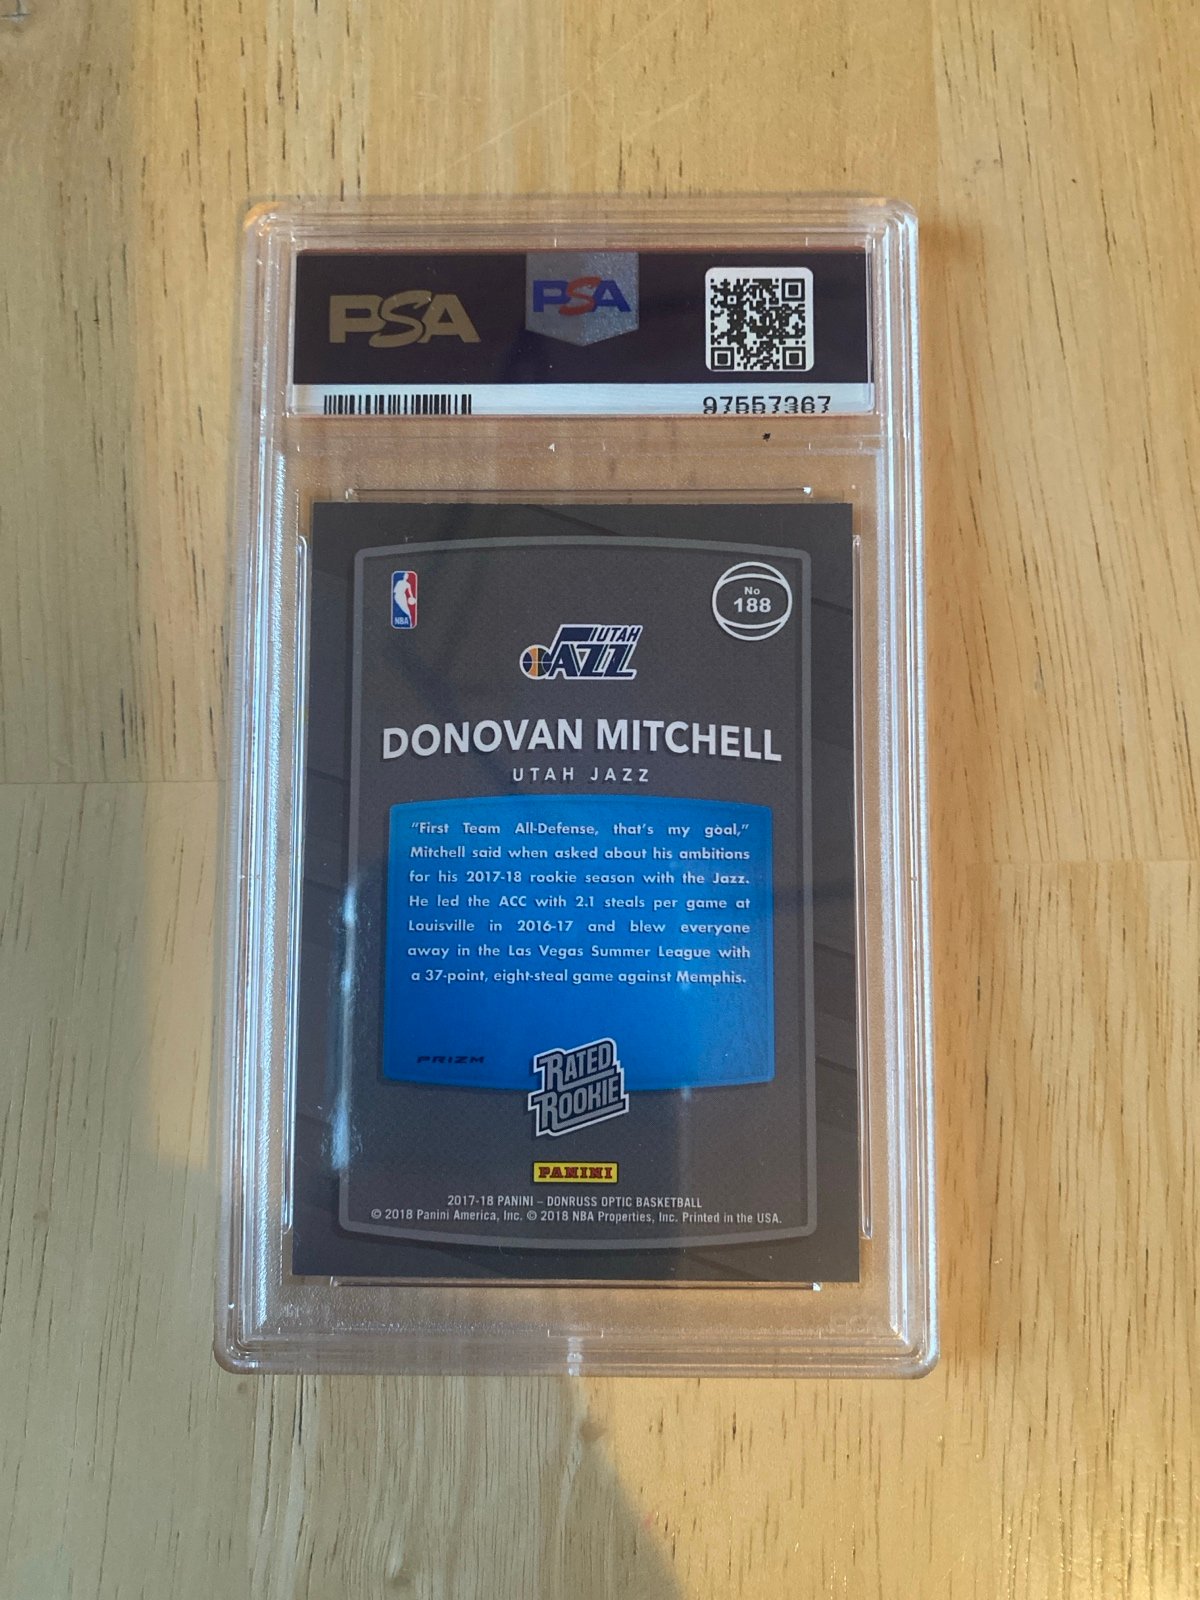 PSA
PSA
97557367
NBA
No
188
UTAH
JAZZ
DONOVAN MITCHELL
UTAH JAZZ
"First Team All-Defense, that's my goal,"
Mitchell said when asked about his ambitions
for his 2017-18 rookie season with the Jazz.
He led the ACC with 2.1 steals per game at
Louisville in 2016-17 and blew everyone
away in the Las Vegas Summer League with
a 37-point, eight-steal game against Memphis.
PRIZM
RATED
ROOKIE
PANINI
2017-18 PANINI – DONRUSS OPTIC BASKETBALL
© 2018 Panini America, Inc. © 2018 NBA Properties, Inc. Printed in the USA.